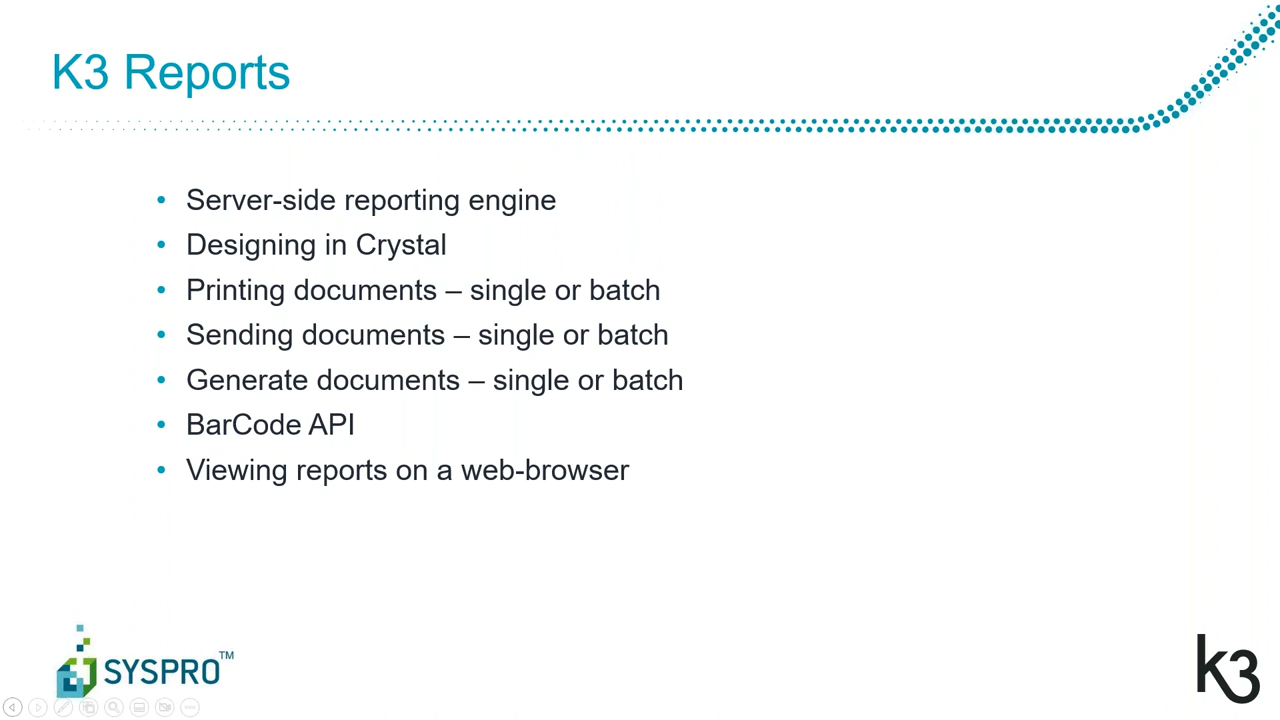 K3 Reports
• Server-side reporting engine
• Designing in Crystal
• Printing documents – single or batch
• Sending documents – single or batch
• Generate documents – single or batch
• BarCode API
• Viewing reports on a web-browser
SYSPRO™
k3